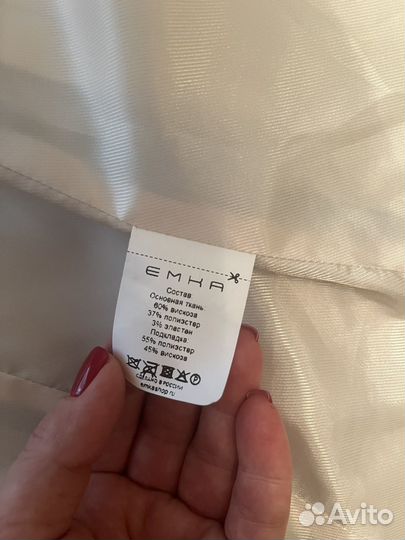 EMKA
Состав
Основная ткань
60% вискоза
37% полиэстер
3% эластан
Подкладка
55% полиэстер
45% вискоза
СДЕЛАНО В РОССИИ
emkashop.ru
Avito